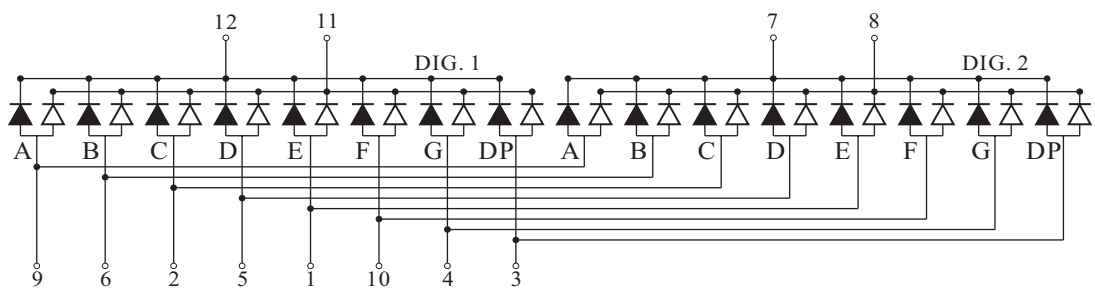 12 11 7 8
DIG. 1 DIG. 2
A B C D E F G DP A B C D E F G DP
9 6 2 5 1 10 4 3